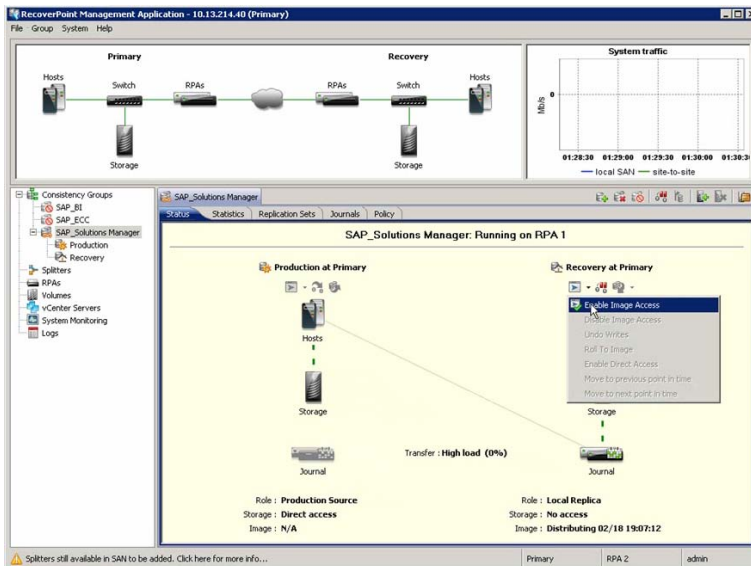 RecoverPoint Management Application - 10.13.214.40 (Primary)
File Group System Help
Primary
Recovery
Hosts
Switch
RPAs
RPAs
Switch
Hosts
Storage
Storage
System traffic
Mb/s
0
01:28:30 01:29:00 01:29:30 01:30:00 01:30:3
local SAN site-to-site
Consistency Groups
SAP_BI
SAP_ECC
SAP_Solutions Manager
Production
Recovery
Splitters
RPAs
Volumes
vCenter Servers
System Monitoring
Logs
SAP_Solutions Manager
Status Statistics Replication Sets Journals Policy
SAP_Solutions Manager: Running on RPA 1
Production at Primary
Recovery at Primary
Hosts
Storage
Journal
Enable Image Access
Disable Image Access
Undo Writes
Roll To Image
Enable Direct Access
Move to previous point in time
Move to next point in time
Storage
Transfer : High load (0%)
Journal
Role : Production Source
Storage : Direct access
Image : N/A
Role : Local Replica
Storage : No access
Image : Distributing 02/18 19:07:12
Splitters still available in SAN to be added. Click here for more info...
Primary
RPA 2
admin